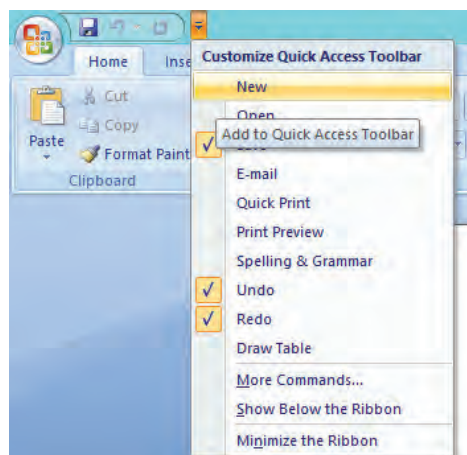 Home Inse
Customize Quick Access Toolbar
New
Open
Add to Quick Access Toolbar
Cut
Copy
Paste
Format Paint
Clipboard
E-mail
Quick Print
Print Preview
Spelling & Grammar
Undo
Redo
Draw Table
More Commands...
Show Below the Ribbon
Minimize the Ribbon